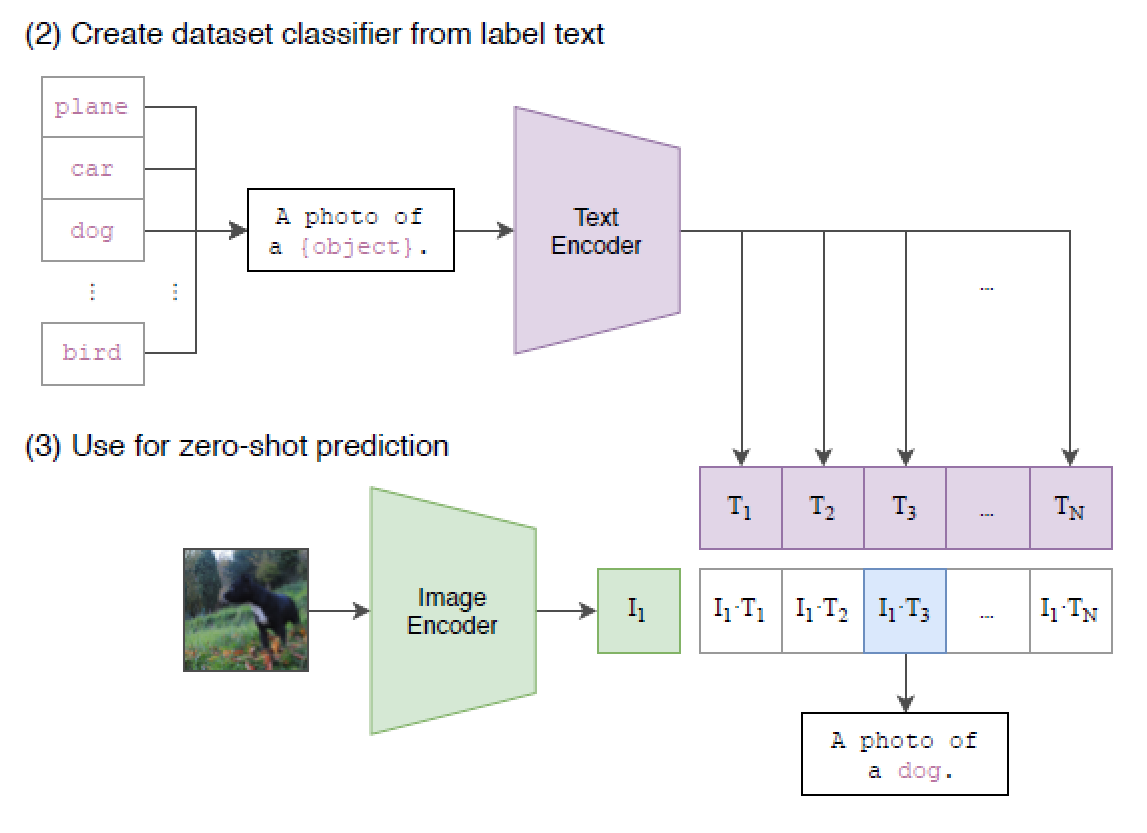 (2) Create dataset classifier from label text
plane
car
dog
⋮ ⋮
bird
A photo of
a {object}.
Text
Encoder
...
(3) Use for zero-shot prediction
T₁ T₂ T₃ ... T_N
Image
Encoder
I₁
I₁·T₁ I₁·T₂ I₁·T₃ ... I₁·T_N
A photo of
a dog.